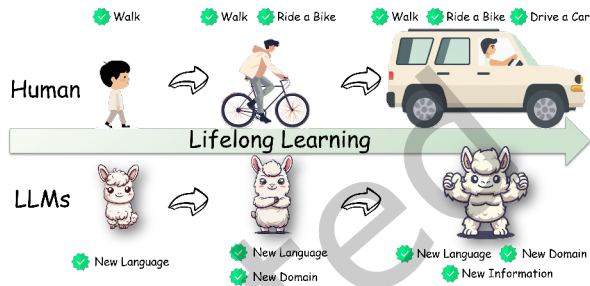 Walk
Walk Ride a Bike
Walk Ride a Bike Drive a Car
Human
Lifelong Learning
LLMs
New Language
New Language
New Domain
New Language New Domain
New Information